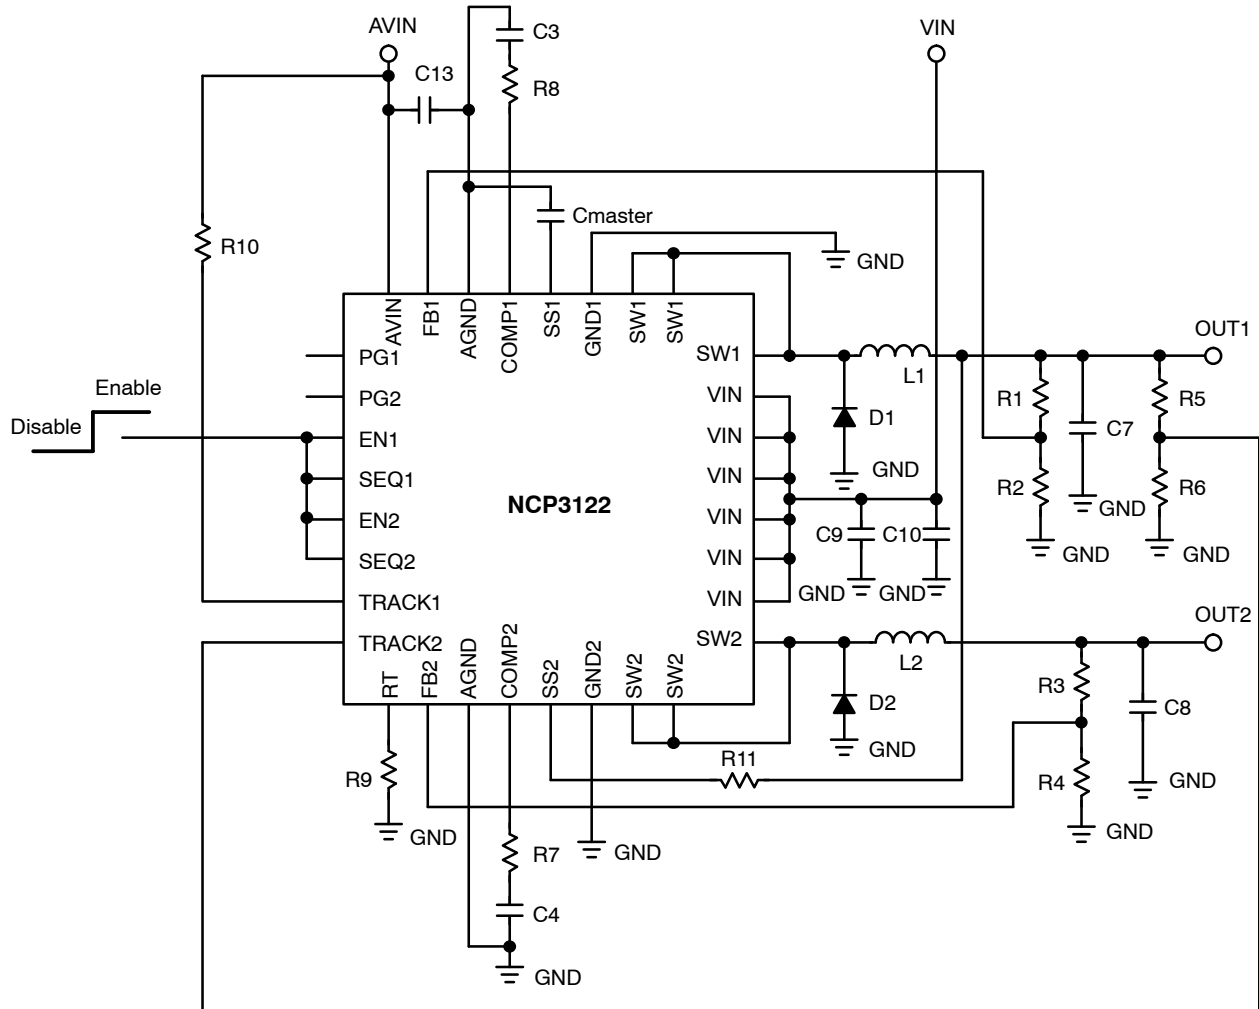 AVIN
C3
VIN
C13
R8
Cmaster
R10
GND
AVIN
FB1
AGND
COMP1
SS1
GND1
SW1
SW1
OUT1
PG1
SW1
L1
Enable
PG2
VIN
R1
R5
Disable
EN1
VIN
D1
C7
SEQ1
VIN
GND
R2
R6
NCP3122
GND
EN2
VIN
C9
C10
SEQ2
VIN
GND
GND
TRACK1
VIN
GND
GND
OUT2
TRACK2
SW2
L2
RT
FB2
AGND
COMP2
SS2
GND2
SW2
SW2
R3
D2
C8
GND
R11
R9
R4
GND
GND
GND
R7
GND
C4
GND